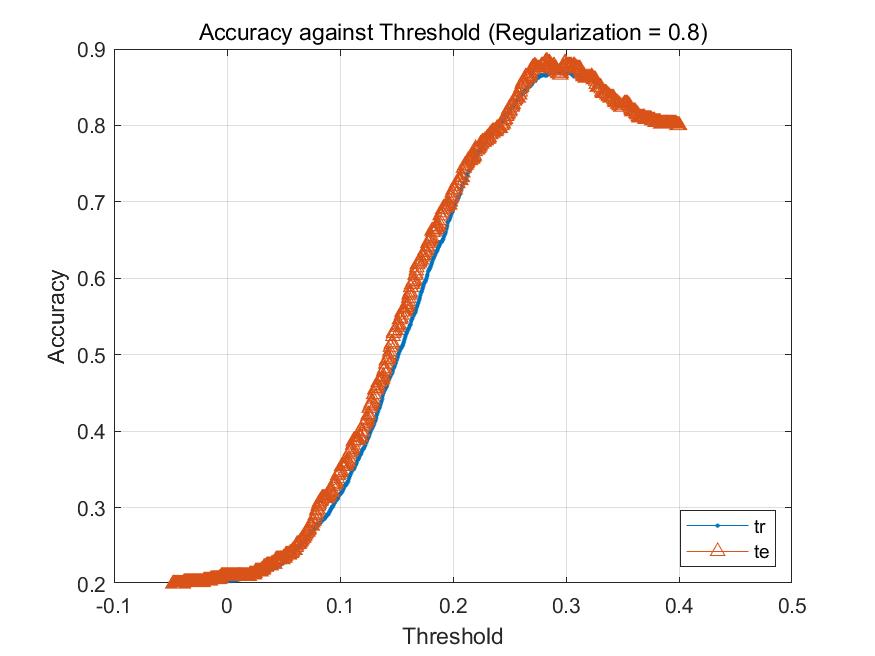 Accuracy against Threshold (Regularization = 0.8)
0.9
0.8
0.7
0.6
0.5
0.4
0.3
0.2
Accuracy
-0.1 0 0.1 0.2 0.3 0.4 0.5
Threshold
tr
te